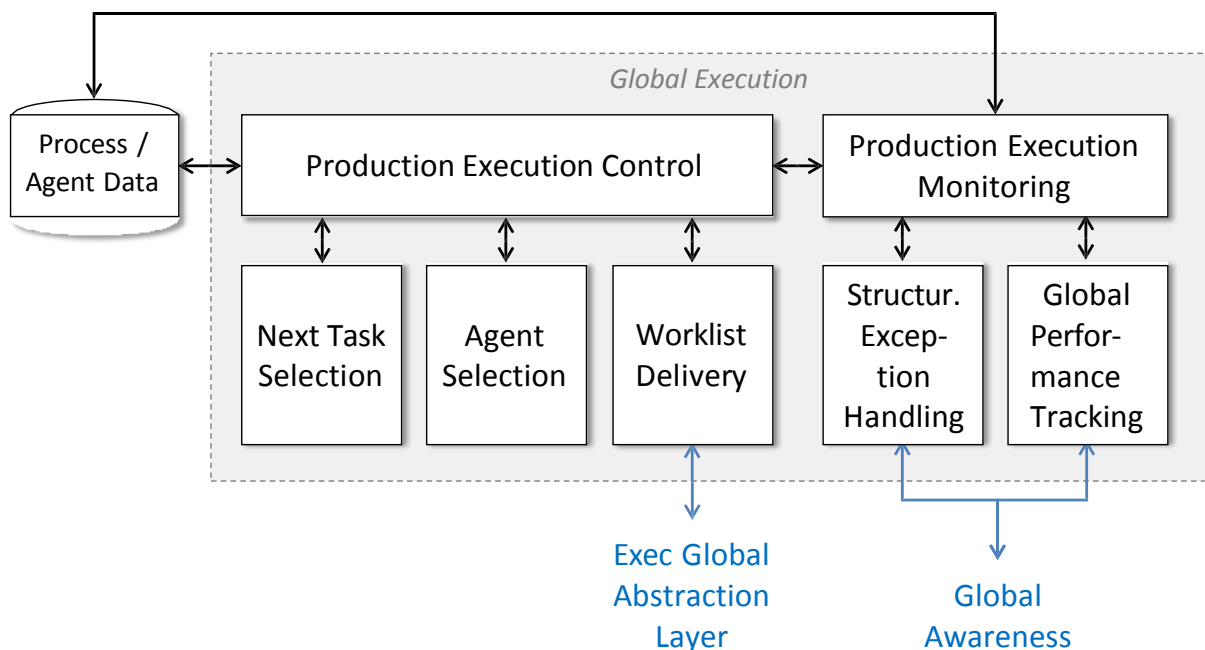 Global Execution
Process /
Agent Data
Production Execution Control
Production Execution
Monitoring
Next Task
Selection
Agent
Selection
Worklist
Delivery
Structur.
Excep-
tion
Handling
Global
Perfor-
mance
Tracking
Exec Global
Abstraction
Layer
Global
Awareness